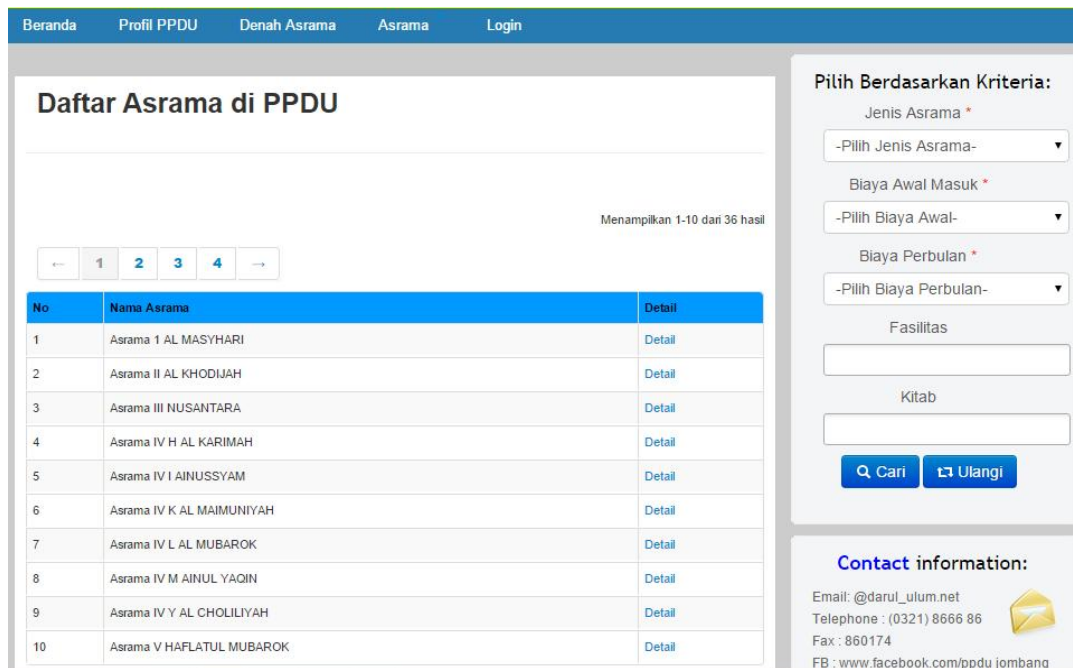 Beranda Profil PPDU Denah Asrama Asrama Login
Daftar Asrama di PPDU
Menampilkan 1-10 dari 36 hasil
← 1 2 3 4 →
No Nama Asrama Detail
1 Asrama 1 AL MASYHARI Detail
2 Asrama II AL KHODIJAH Detail
3 Asrama III NUSANTARA Detail
4 Asrama IV H AL KARIMAH Detail
5 Asrama IV I AINUSSYAM Detail
6 Asrama IV K AL MAIMUNIYAH Detail
7 Asrama IV L AL MUBAROK Detail
8 Asrama IV M AINUL YAQIN Detail
9 Asrama IV Y AL CHOLILIYAH Detail
10 Asrama V HAFLATUL MUBAROK Detail
Pilih Berdasarkan Kriteria:
Jenis Asrama *
-Pilih Jenis Asrama-
Biaya Awal Masuk *
-Pilih Biaya Awal-
Biaya Perbulan *
-Pilih Biaya Perbulan-
Fasilitas
Kitab
Cari Ulangi
Contact information:
Email: @darul_ulum.net
Telephone : (0321) 8666 86
Fax : 860174
FB : www.facebook.com/ppdu jombang